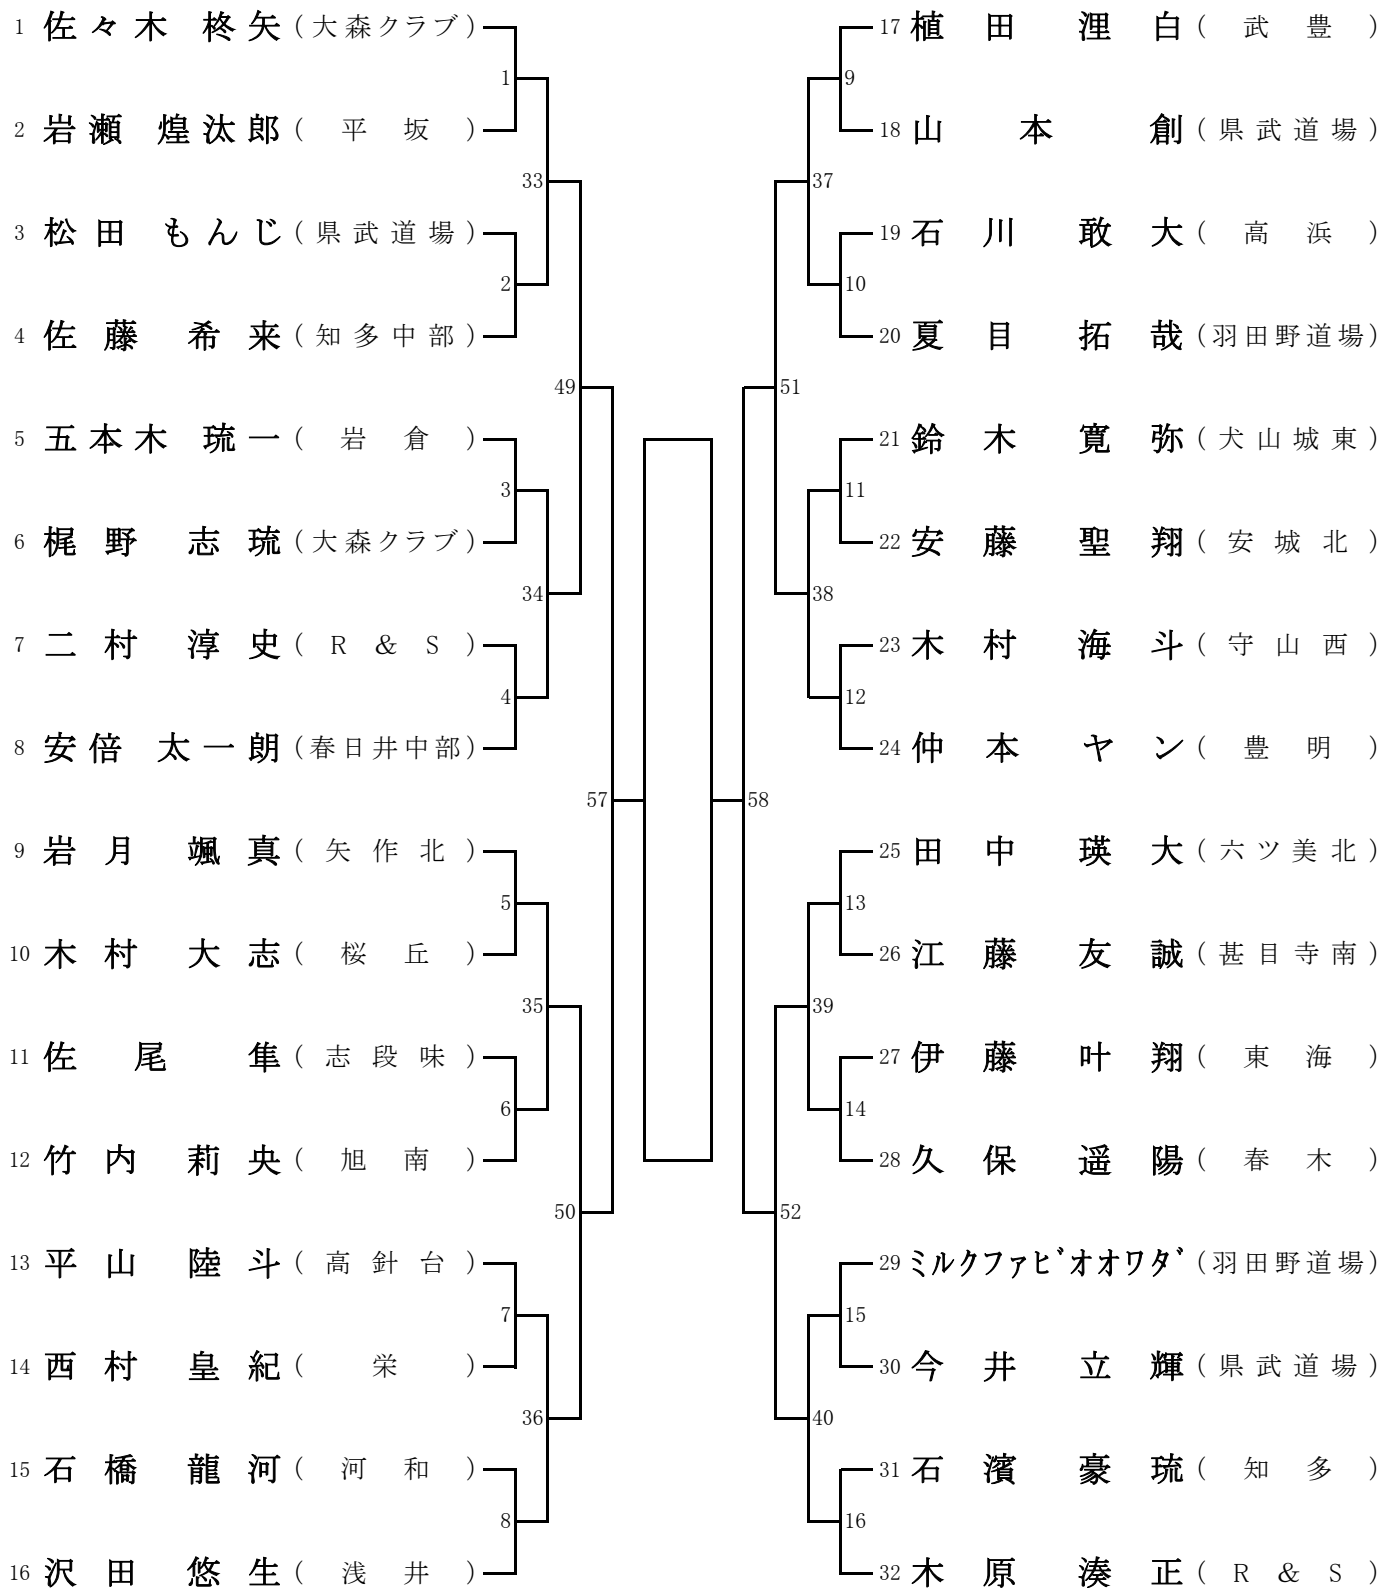 1 佐々木 柊矢 (大森クラブ)
2 岩瀬 煌汰郎 (平坂)
3 松田 もんじ (県武道場)
4 佐藤 希来 (知多中部)
5 五本木 琉一 (岩倉)
6 梶野 志琉 (大森クラブ)
7 二村 淳史 (R&S)
8 安倍 太一朗 (春日井中部)
9 岩月 颯真 (矢作北)
10 木村 大志 (桜丘)
11 佐尾 隼 (志段味)
12 竹内 莉央 (旭南)
13 平山 陸斗 (高針台)
14 西村 皇紀 (栄)
15 石橋 龍河 (河和)
16 沢田 悠生 (浅井)
1
2
3
4
5
6
7
8
33
34
35
36
49
50
57
58
51
52
37
38
39
40
9
10
11
12
13
14
15
16
17 植田 浬白 (武豊)
18 山本 創 (県武道場)
19 石川 敢大 (高浜)
20 夏目 拓哉 (羽田野道場)
21 鈴木 寛弥 (犬山城東)
22 安藤 聖翔 (安城北)
23 木村 海斗 (守山西)
24 仲本 ヤン (豊明)
25 田中 瑛大 (六ツ美北)
26 江藤 友誠 (甚目寺南)
27 伊藤 叶翔 (東海)
28 久保 遥陽 (春木)
29 ミルクファビオオワダ (羽田野道場)
30 今井 立輝 (県武道場)
31 石濱 豪琉 (知多)
32 木原 湊正 (R&S)